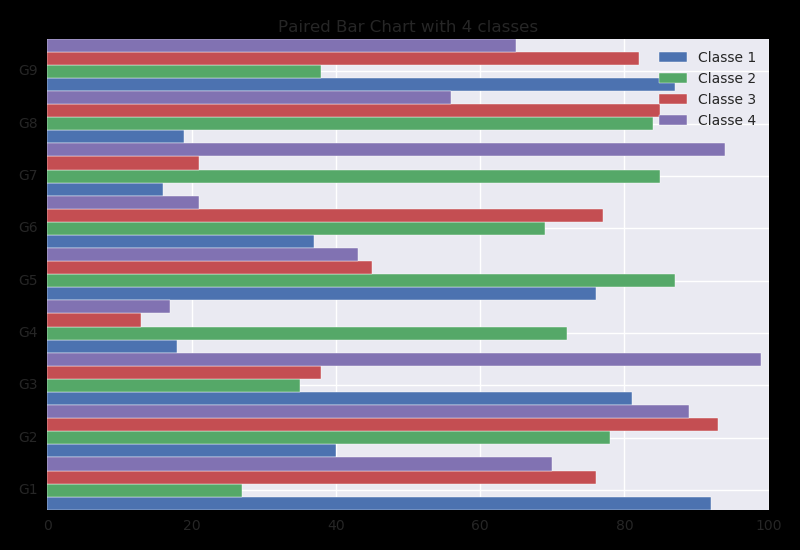 Paired Bar Chart with 4 classes
Classe 1
Classe 2
Classe 3
Classe 4
G9
G8
G7
G6
G5
G4
G3
G2
G1
0 20 40 60 80 100